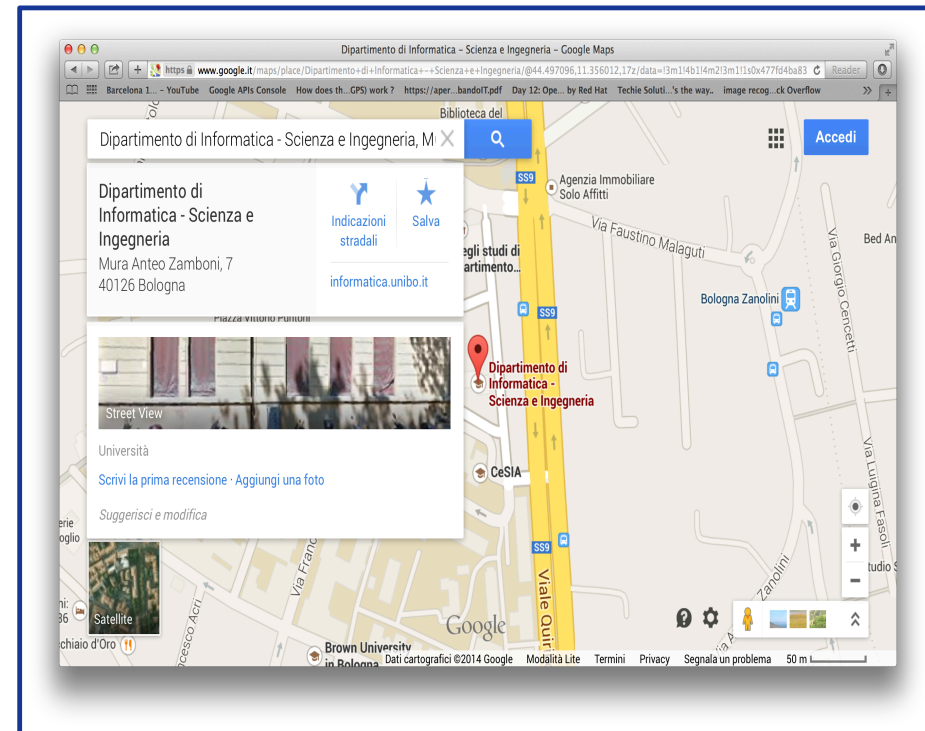 Dipartimento di Informatica – Scienza e Ingegneria – Google Maps
https www.google.it/maps/place/Dipartimento+di+Informatica+-+Scienza+e+Ingegneria/@44.497096,11.356012,17z/data=!3m1!4b1!4m2!3m1!1s0x477fd4ba83 Reader
Barcelona 1... – YouTube Google APIs Console How does th...GPS) work ? https://aper...bandoIT.pdf Day 12: Ope... by Red Hat Techie Soluti...'s the way.. image recog...ck Overflow
Biblioteca del
Dipartimento di Informatica - Scienza e Ingegneria, M
Accedi
Dipartimento di
Informatica - Scienza e
Ingegneria
Mura Anteo Zamboni, 7
40126 Bologna
Indicazioni
stradali
Salva
informatica.unibo.it
SS9
Agenzia Immobiliare
Solo Affitti
Via Faustino Malaguti
Via Giorgio Cencetti
Bed An
egli studi di
artimento...
Bologna Zanolini
SS9
Piazza Vittorio Puntoni
Street View
Dipartimento di
Informatica -
Scienza e Ingegneria
Università
Scrivi la prima recensione · Aggiungi una foto
Suggerisci e modifica
CeSIA
Via Luigina Fasoli
erie
oglio
SS9
Via Franc
cesco Acri
Viale Quiri
Zanolini
tudio S
ni:
36
Satellite
chiaio d'Oro
Google
Brown University
in Bologna
Dati cartografici ©2014 Google Modalità Lite Termini Privacy Segnala un problema 50 m